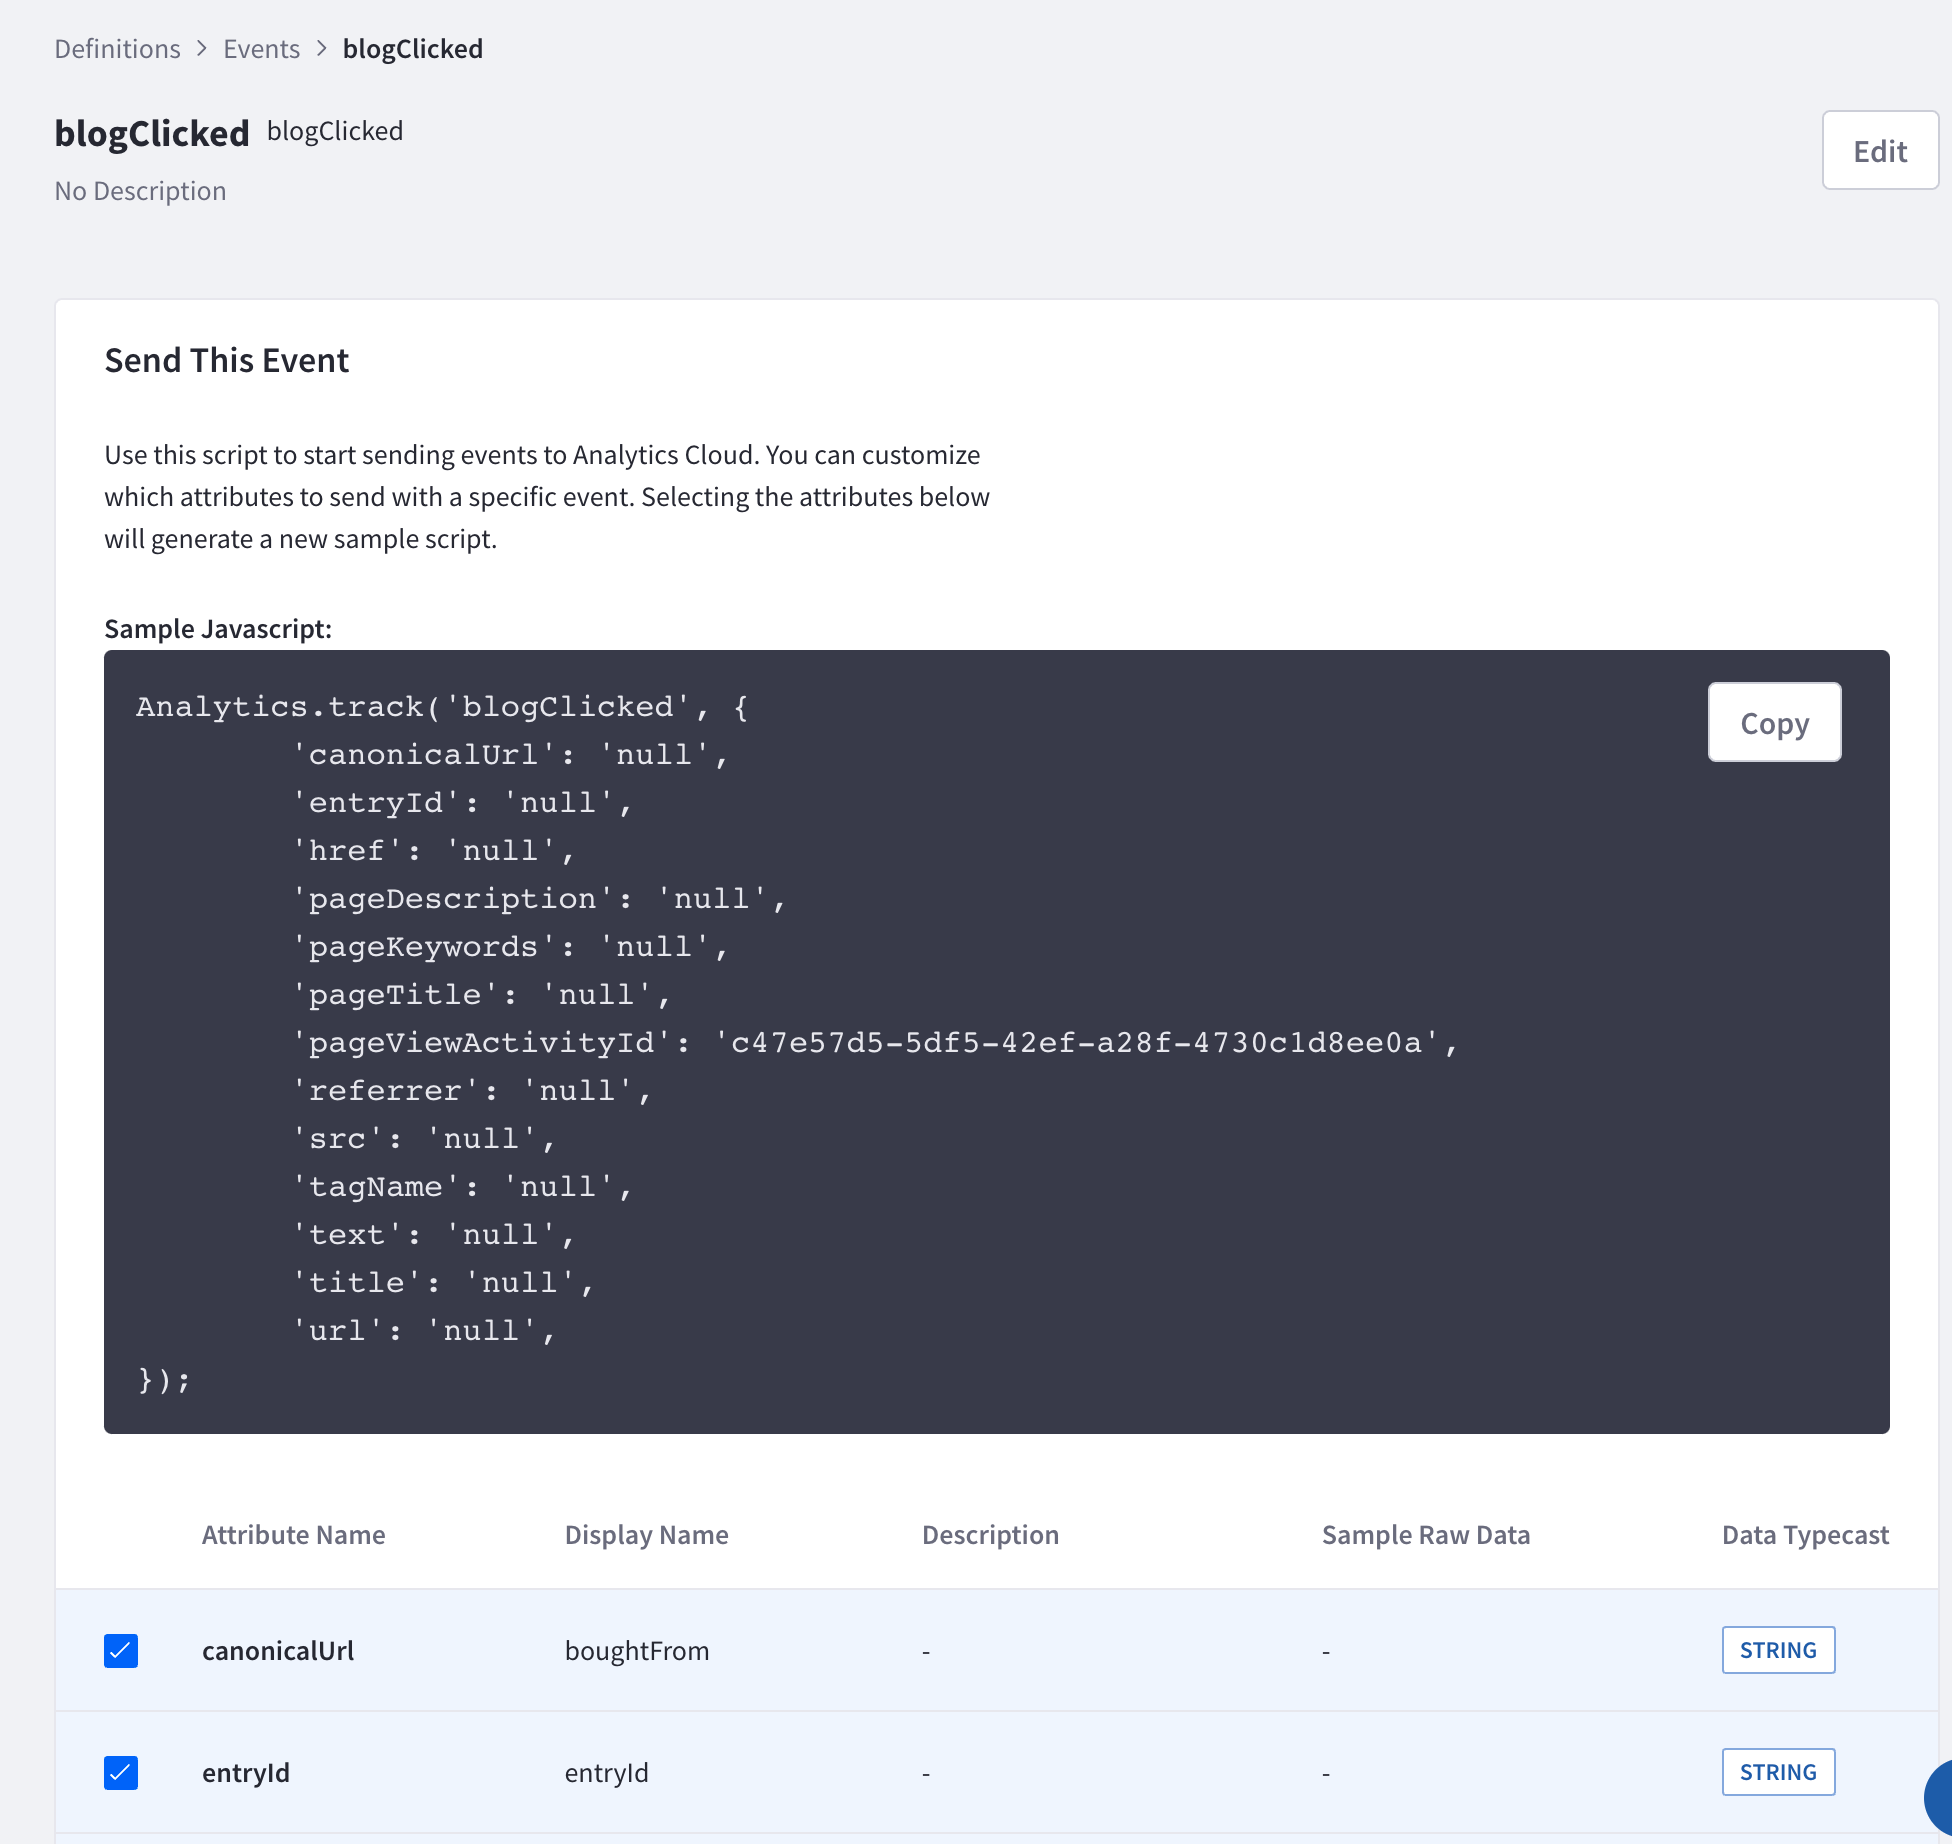 Definitions > Events > blogClicked
blogClicked blogClicked
Edit
No Description
Send This Event
Use this script to start sending events to Analytics Cloud. You can customize
which attributes to send with a specific event. Selecting the attributes below
will generate a new sample script.
Sample Javascript:
Copy
Analytics.track('blogClicked', {
'canonicalUrl': 'null',
'entryId': 'null',
'href': 'null',
'pageDescription': 'null',
'pageKeywords': 'null',
'pageTitle': 'null',
'pageViewActivityId': 'c47e57d5-5df5-42ef-a28f-4730c1d8ee0a',
'referrer': 'null',
'src': 'null',
'tagName': 'null',
'text': 'null',
'title': 'null',
'url': 'null',
});
Attribute Name Display Name Description Sample Raw Data Data Typecast
canonicalUrl boughtFrom - - STRING
entryId entryId - - STRING